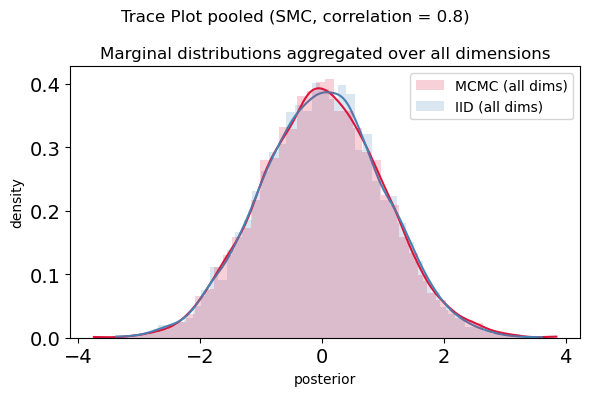 Trace Plot pooled (SMC, correlation = 0.8)
Marginal distributions aggregated over all dimensions
MCMC (all dims)
IID (all dims)
density
0.4
0.3
0.2
0.1
0.0
−4
−2
0
2
4
posterior